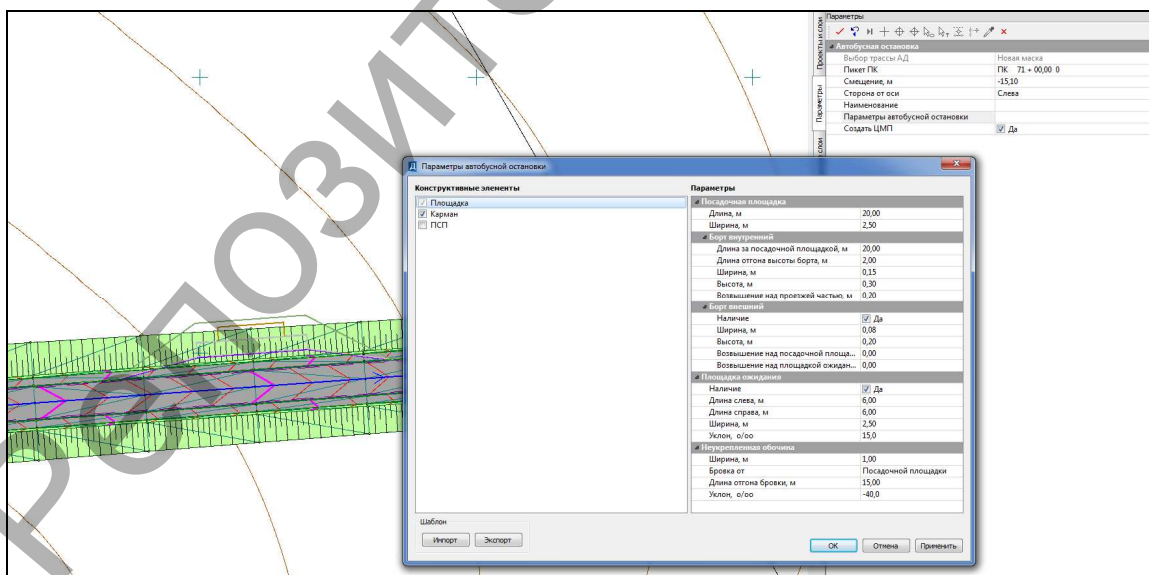 Параметры
Проекты и слои
Параметры
Автобусная остановка
Выбор трассы АД Новая маска
Пикет ПК ПК 71 + 00,00 0
Смещение, м -15,10
Сторона от оси Слева
Наименование
Параметры автобусной остановки
Создать ЦМП Да
слои
Параметры автобусной остановки
Конструктивные элементы
Площадка
Карман
ПСП
Параметры
Посадочная площадка
Длина, м 20,00
Ширина, м 2,50
Борт внутренний
Длина за посадочной площадкой, м 20,00
Длина отгона высоты борта, м 2,00
Ширина, м 0,15
Высота, м 0,30
Возвышение над проезжей частью, м 0,20
Борт внешний
Наличие Да
Ширина, м 0,08
Высота, м 0,20
Возвышение над посадочной площа... 0,00
Возвышение над площадкой ожидан... 0,00
Площадка ожидания
Наличие Да
Длина слева, м 6,00
Длина справа, м 6,00
Ширина, м 2,50
Уклон, о/оо 15,0
Неукрепленная обочина
Ширина, м 1,00
Бровка от Посадочной площадки
Длина отгона бровки, м 15,00
Уклон, о/оо -40,0
Шаблон
Импорт Экспорт
ОК Отмена Применить
РЕПОЗИТО